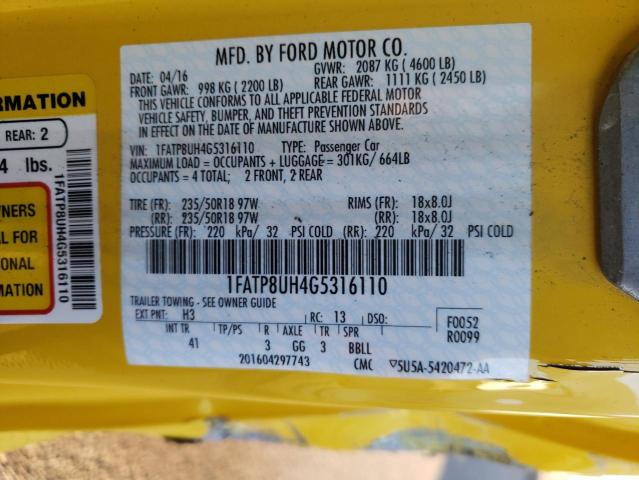 MFD. BY FORD MOTOR CO.
04/16
GVWR: 2087 KG ( 4600 LB)
FRONT GAWR: 998 KG ( 2200 LB)
REAR GAWR: 1111 KG ( 2450 LB)
THIS VEHICLE CONFORMS TO ALL APPLICABLE FEDERAL MOTOR
VEHICLE SAFETY, BUMPER, AND THEFT PREVENTION STANDARDS
IN EFFECT ON THE DATE OF MANUFACTURE SHOWN ABOVE.
VIN: 1FATP8UH4G5316110 TYPE: Passenger Car
MAXIMUM LOAD = OCCUPANTS + LUGGAGE = 301KG/ 664LB
OCCUPANTS = 4 TOTAL; 2 FRONT, 2 REAR
TIRE (FR): 235/50R18 97W RIMS (FR): 18x8.0J
(RR): 235/50R18 97W (RR): 18x8.0J
PRESSURE (FR): 220 kPa/ 32 PSI COLD (RR): 220 kPa/ 32 PSI COLD
1FATP8UH4G5316110
TRAILER TOWING - SEE OWNER GUIDE
EXT PNT: H3 RC: 13 DSO:
INT TR TP/PS R AXLE TR SPR
41 3 GG 3 BBLL
201604297743 CMC
F0052
R0099
5U5A-5420472-AA
ORMATION
REAR: 2
4 lbs.
1FATP8UH4G5316110
WNERS
AL FOR
IONAL
MATION